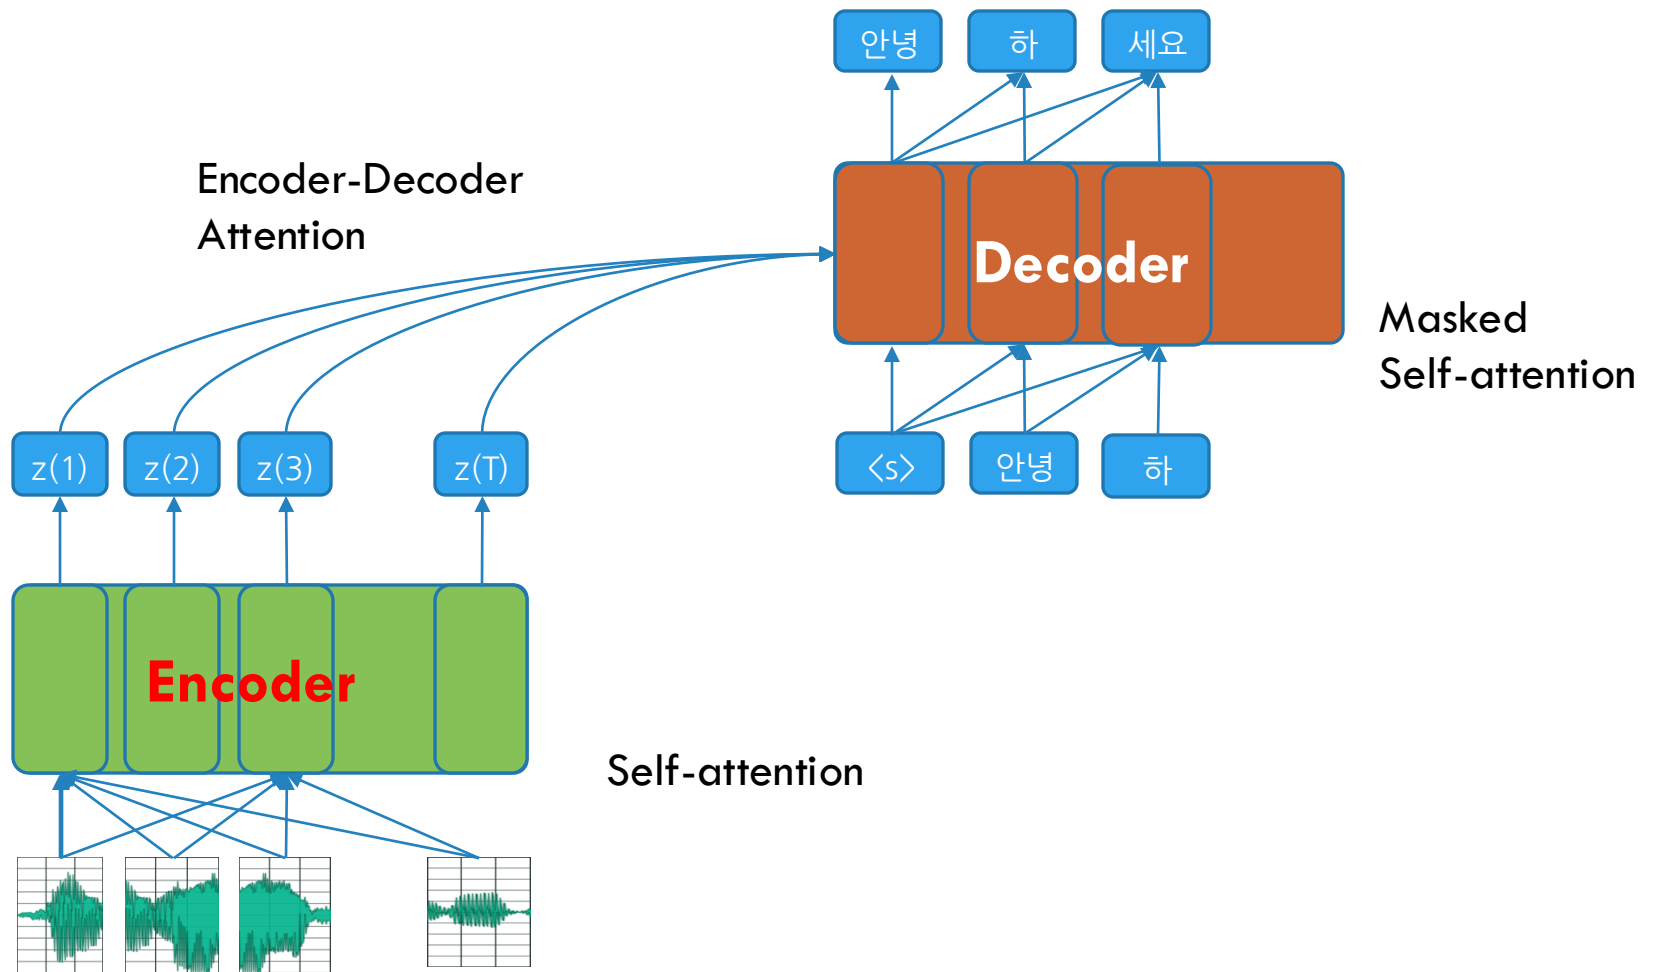 안녕 하 세요
Encoder-Decoder
Attention
Decoder
Masked
Self-attention
z(1) z(2) z(3) z(T)
<s> 안녕 하
Encoder
Self-attention